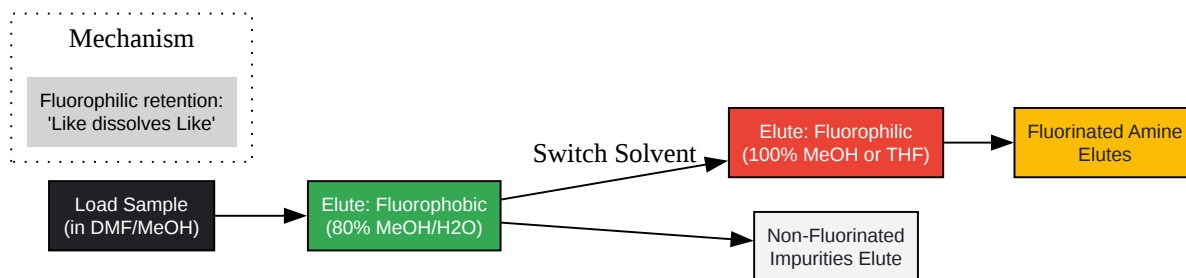 Mechanism
Fluorophilic retention:
'Like dissolves Like'
Load Sample
(in DMF/MeOH)
Elute: Fluorophobic
(80% MeOH/H2O)
Switch Solvent
Elute: Fluorophilic
(100% MeOH or THF)
Fluorinated Amine
Elutes
Non-Fluorinated
Impurities Elute